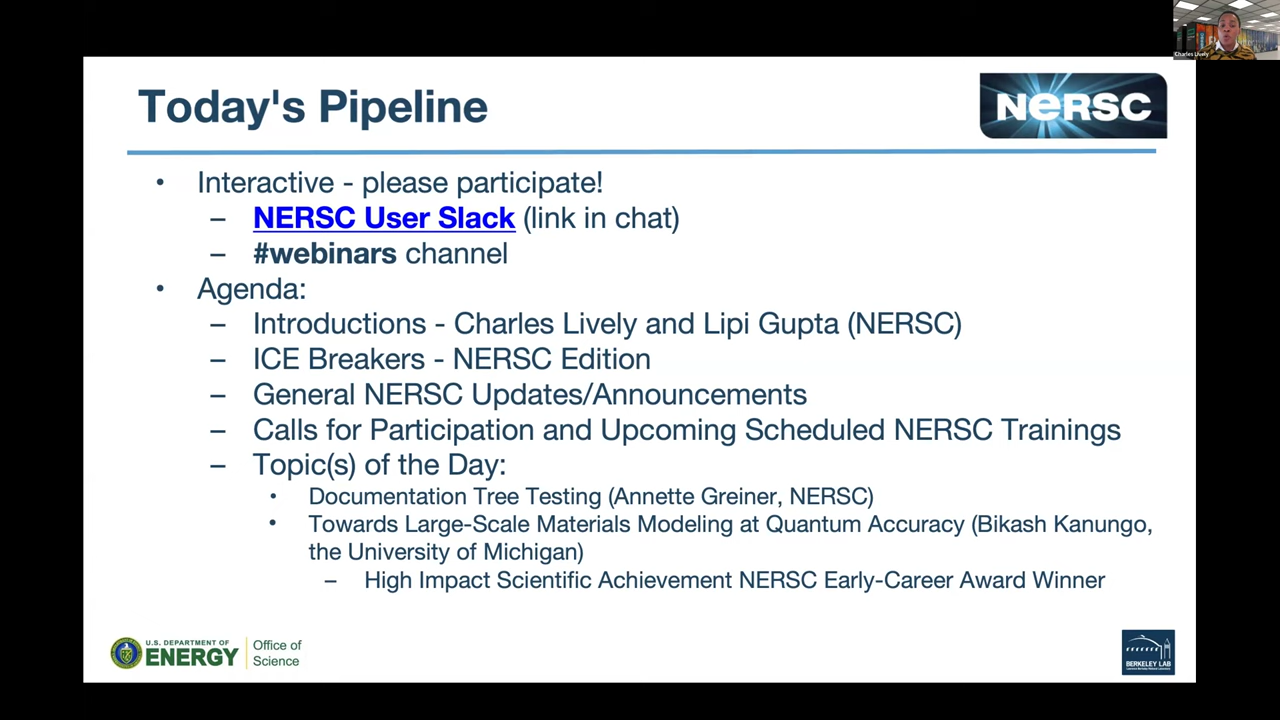 Charles Lively
Today's Pipeline
NERSC
• Interactive - please participate!
– NERSC User Slack (link in chat)
– #webinars channel
• Agenda:
– Introductions - Charles Lively and Lipi Gupta (NERSC)
– ICE Breakers - NERSC Edition
– General NERSC Updates/Announcements
– Calls for Participation and Upcoming Scheduled NERSC Trainings
– Topic(s) of the Day:
• Documentation Tree Testing (Annette Greiner, NERSC)
• Towards Large-Scale Materials Modeling at Quantum Accuracy (Bikash Kanungo,
the University of Michigan)
– High Impact Scientific Achievement NERSC Early-Career Award Winner
U.S. DEPARTMENT OF
ENERGY
Office of
Science
BERKELEY LAB